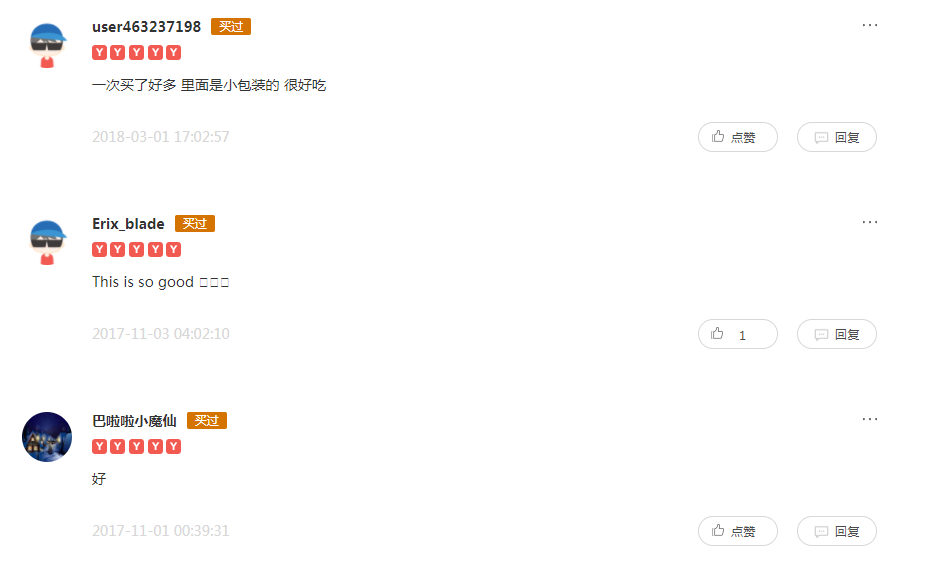 user463237198 买过
Y Y Y Y Y
一次买了好多 里面是小包装的 很好吃
2018-03-01 17:02:57 点赞 回复
Erix_blade 买过
Y Y Y Y Y
This is so good □□□
2017-11-03 04:02:10 1 回复
巴啦啦小魔仙 买过
Y Y Y Y Y
好
2017-11-01 00:39:31 点赞 回复